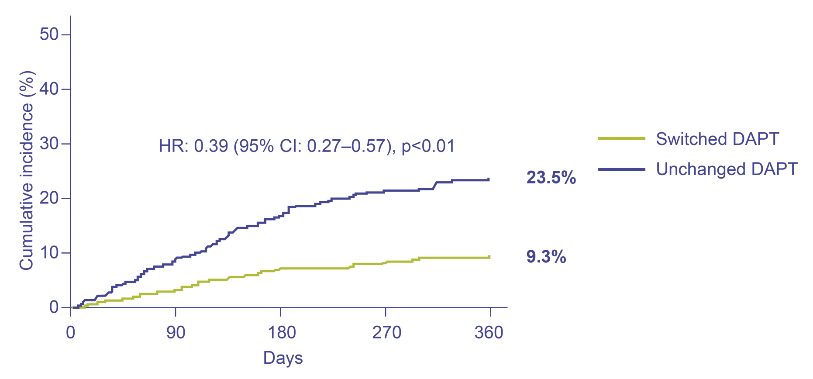 Cumulative incidence (%)
50
40
30
20
10
0
HR: 0.39 (95% CI: 0.27–0.57), p<0.01
23.5%
9.3%
Switched DAPT
Unchanged DAPT
0
90
180
270
360
Days